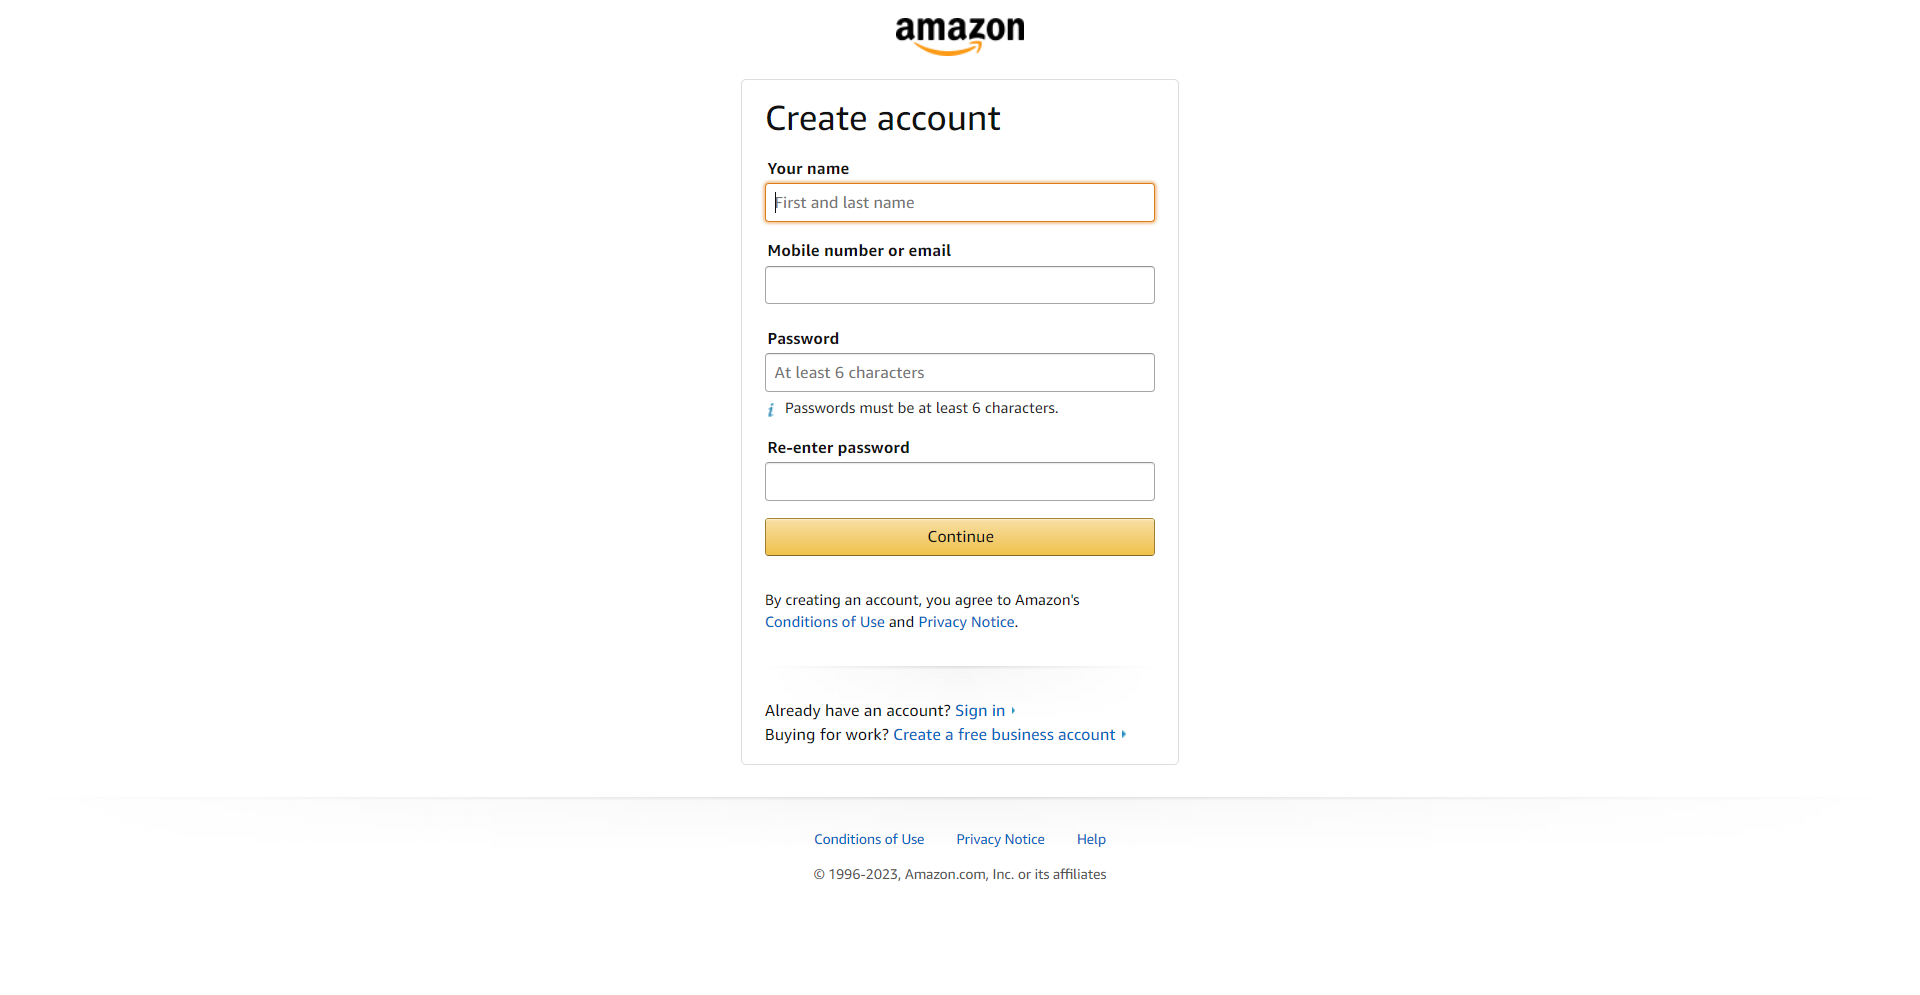 amazon
Create account
Your name
First and last name
Mobile number or email
Password
At least 6 characters
i Passwords must be at least 6 characters.
Re-enter password
Continue
By creating an account, you agree to Amazon's
Conditions of Use and Privacy Notice.
Already have an account? Sign in
Buying for work? Create a free business account
Conditions of Use Privacy Notice Help
© 1996-2023, Amazon.com, Inc. or its affiliates